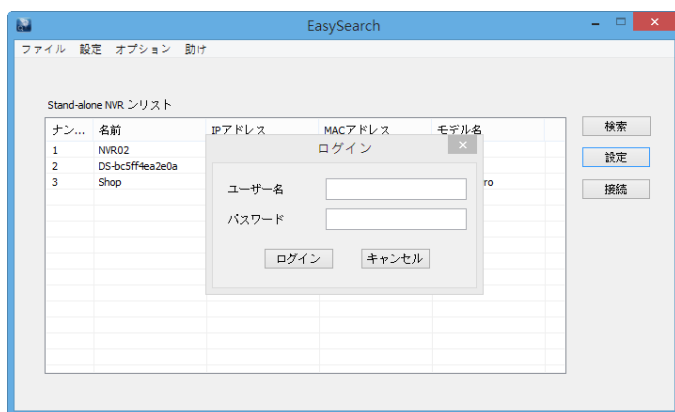 EasySearch
ファイル 設定 オプション 助け
Stand-alone NVR ンリスト
ナン... 名前 IPアドレス MACアドレス モデル名
検索
ログイン
1 NVR02
設定
2 DS-bc5ff4ea2e0a
3 Shop
ro
接続
ユーザー名
パスワード
ログイン キャンセル